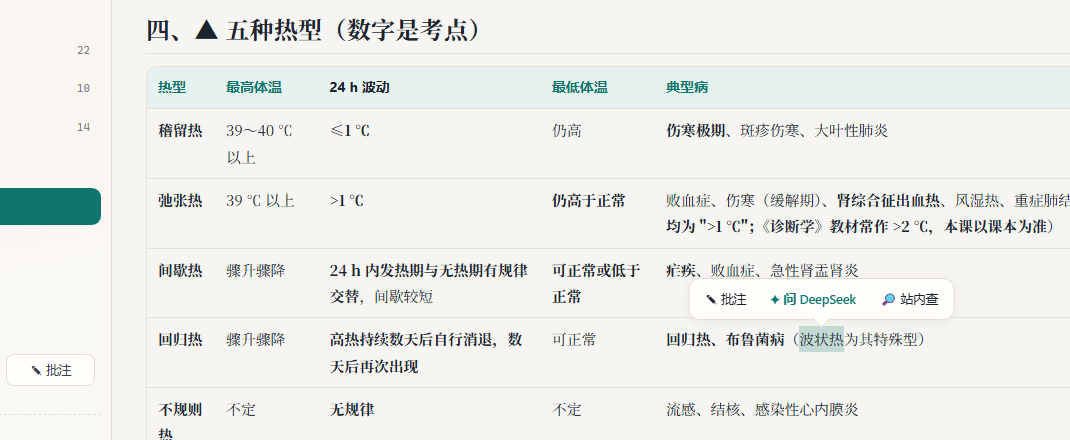 四、▲ 五种热型（数字是考点）
22
10
14
热型 最高体温 24 h 波动 最低体温 典型病
稽留热 39～40 ℃ ≤1 ℃ 仍高 伤寒极期、斑疹伤寒、大叶性肺炎
以上
弛张热 39 ℃ 以上 >1 ℃ 仍高于正常 败血症、伤寒（缓解期）、肾综合征出血热、风湿热、重症肺结
均为 ">1 ℃"；《诊断学》教材常作 >2 ℃，本课以课本为准）
间歇热 骤升骤降 24 h 内发热期与无热期有规律 可正常或低于 疟疾、败血症、急性肾盂肾炎
交替，间歇较短 正常
批注 问 DeepSeek 站内查
回归热 骤升骤降 高热持续数天后自行消退，数 可正常 回归热、布鲁菌病（波状热为其特殊型）
天后再次出现
批注
不规则 不定 无规律 不定 流感、结核、感染性心内膜炎
热